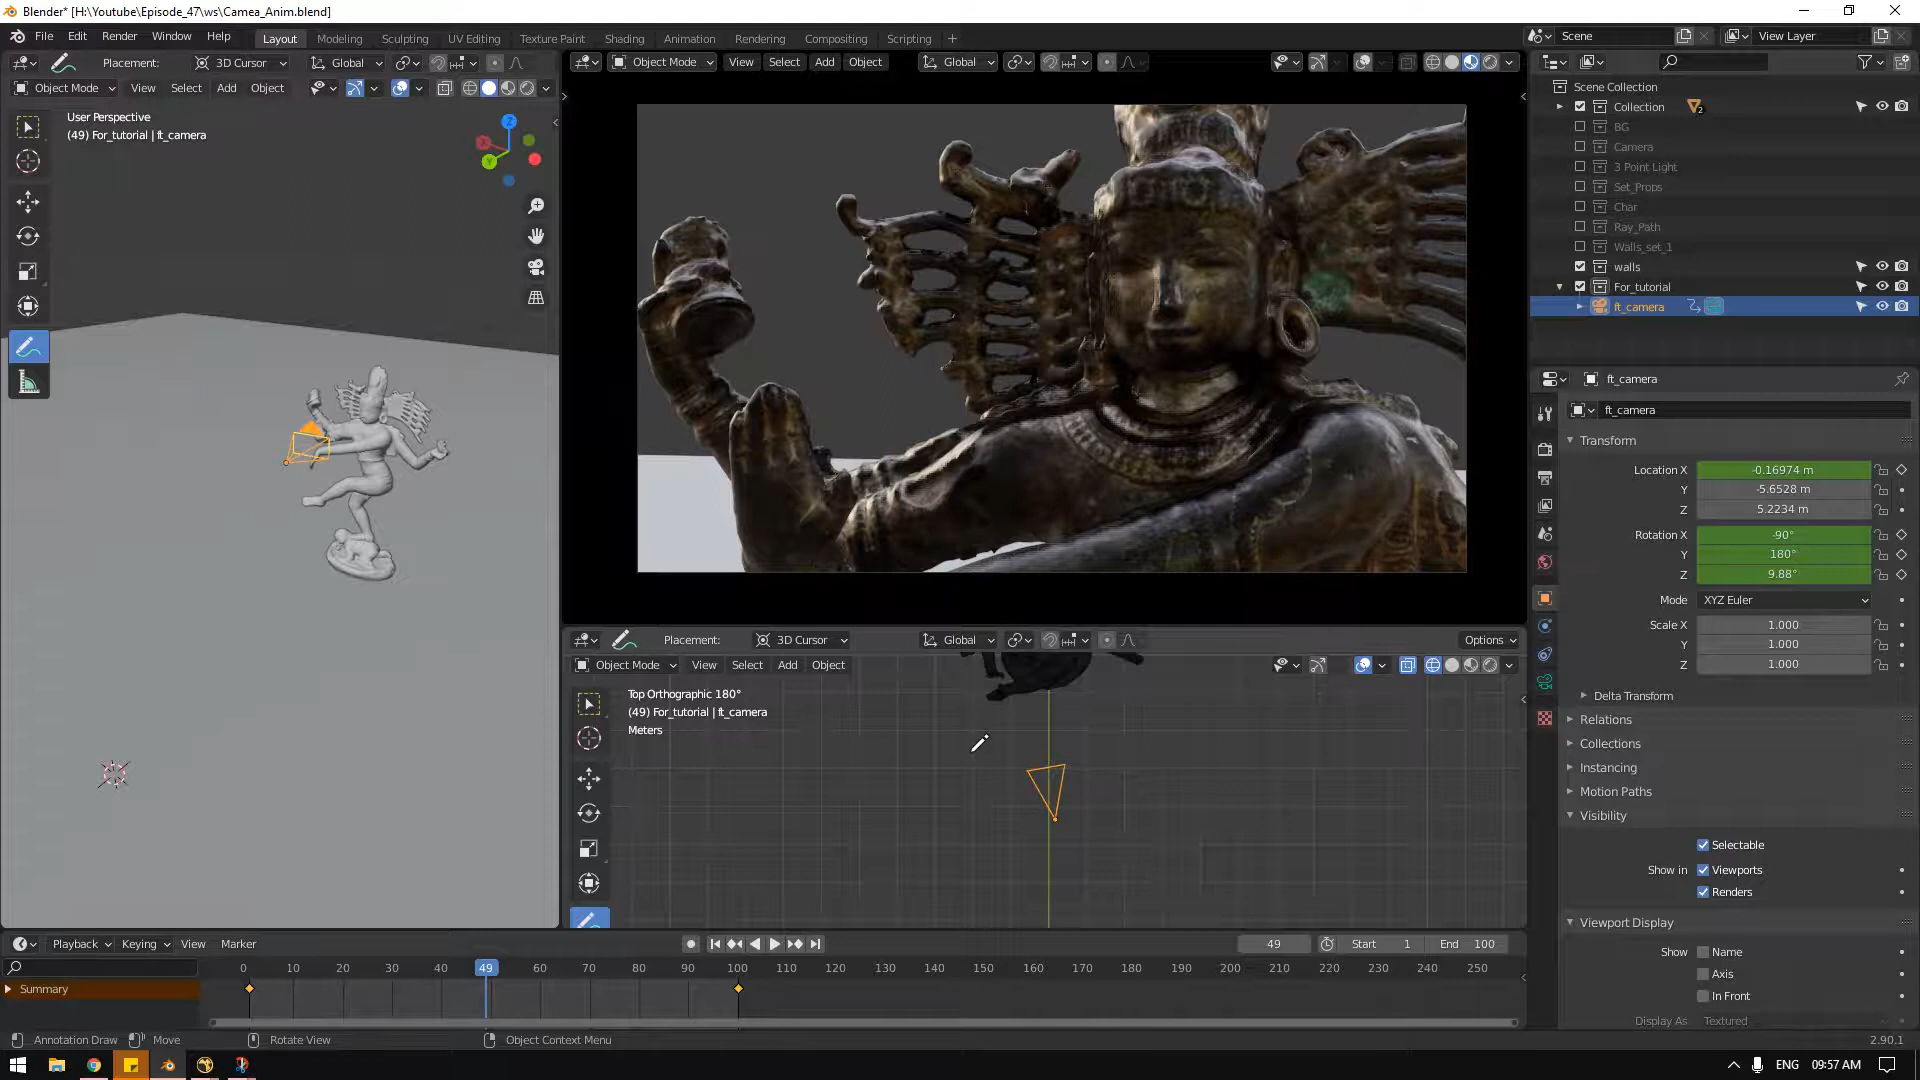 Blender* [H:\Youtube\Episode_47\ws\Camea_Anim.blend]
File Edit Render Window Help
Layout Modeling Sculpting UV Editing Texture Paint Shading Animation Rendering Compositing Scripting +
Scene
View Layer
Placement: 3D Cursor Global
Object Mode View Select Add Object
User Perspective
(49) For_tutorial | ft_camera
X
Y
Z
Object Mode View Select Add Object Global
Placement: 3D Cursor Global Options
Object Mode View Select Add Object
Top Orthographic 180°
(49) For_tutorial | ft_camera
Meters
Scene Collection
Collection 2
BG
Camera
3 Point Light
Set_Props
Char
Ray_Path
Walls_set_1
walls
For_tutorial
ft_camera
ft_camera
ft_camera
Transform
Location X -0.16974 m
Y -5.6528 m
Z 5.2234 m
Rotation X -90°
Y 180°
Z 9.88°
Mode XYZ Euler
Scale X 1.000
Y 1.000
Z 1.000
Delta Transform
Relations
Collections
Instancing
Motion Paths
Visibility
Selectable
Show in Viewports
Renders
Viewport Display
Show Name
Axis
In Front
Display As Textured
Playback Keying View Marker
49 Start 1 End 100
0 10 20 30 40 49 60 70 80 90 100 110 120 130 140 150 160 170 180 190 200 210 220 230 240 250
Summary
Annotation Draw Move Rotate View Object Context Menu
2.90.1
ENG 09:57 AM